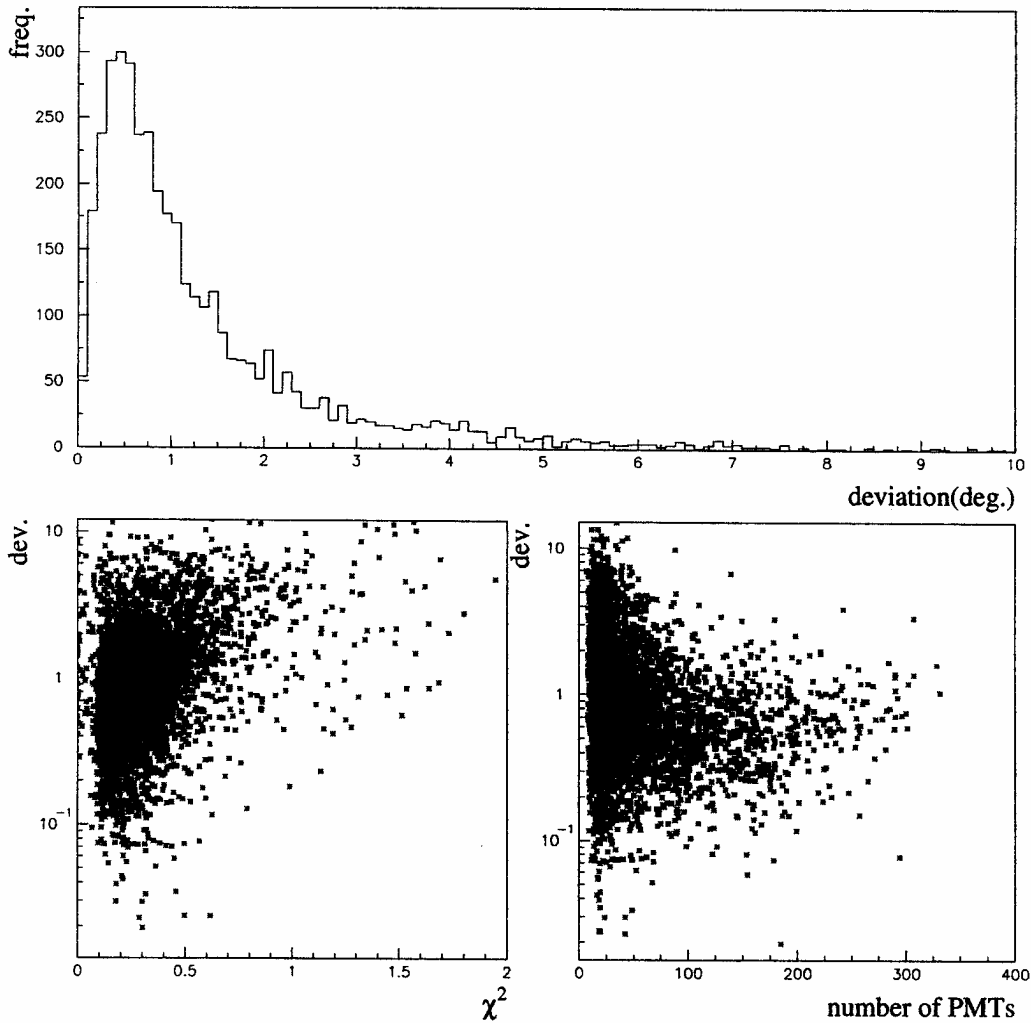 freq.
300
250
200
150
100
50
0
0 1 2 3 4 5 6 7 8 9 10
deviation(deg.)
dev.
10
1
10⁻¹
0 0.5 1 1.5 2
χ²
dev.
10
1
10⁻¹
0 100 200 300 400
number of PMTs